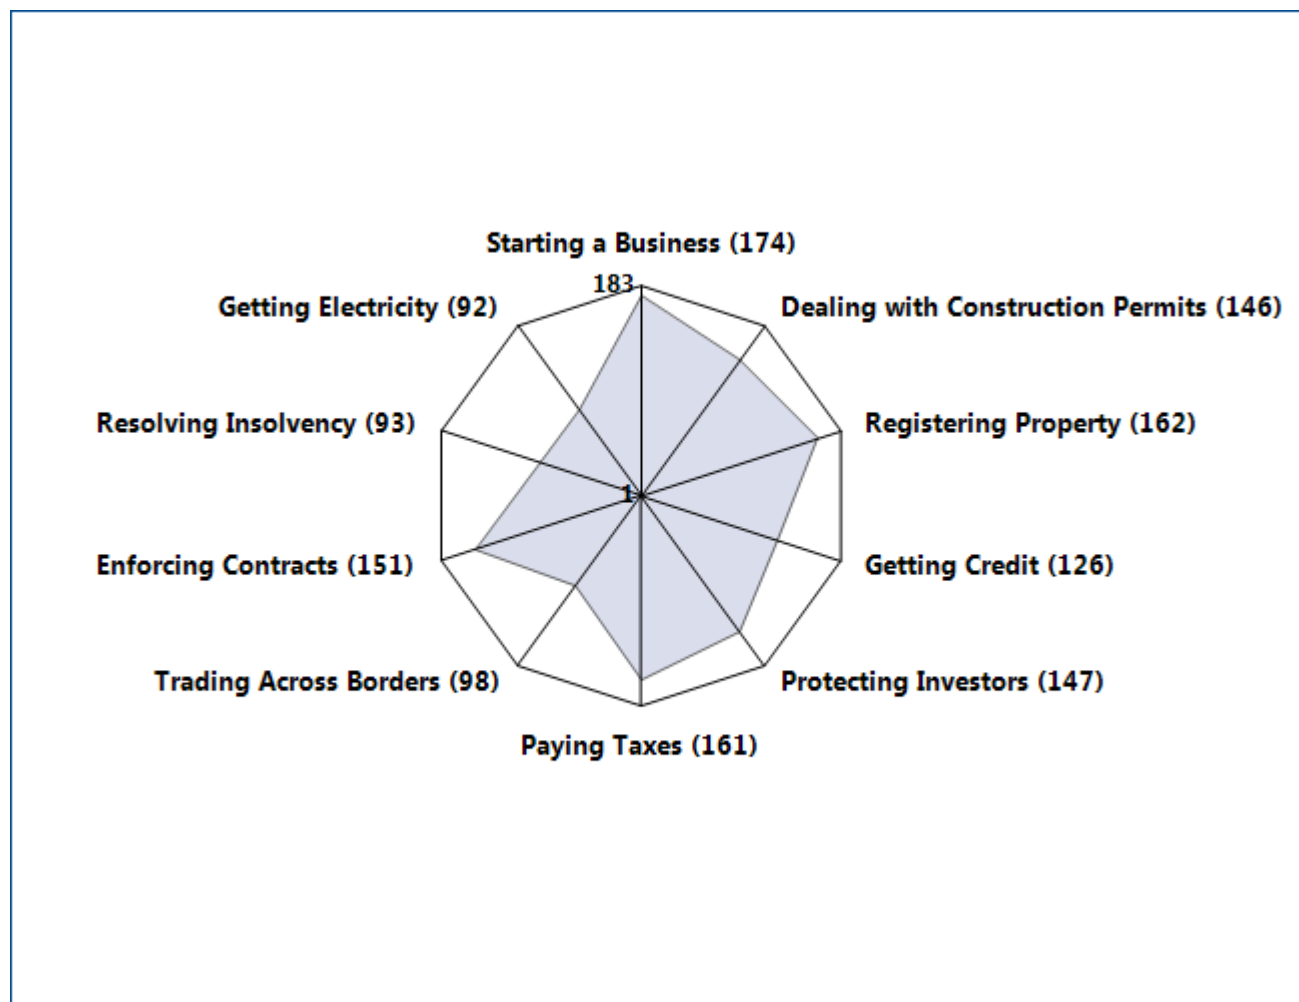 Starting a Business (174)
183
Getting Electricity (92)
Dealing with Construction Permits (146)
Resolving Insolvency (93)
Registering Property (162)
1
Enforcing Contracts (151)
Getting Credit (126)
Trading Across Borders (98)
Protecting Investors (147)
Paying Taxes (161)